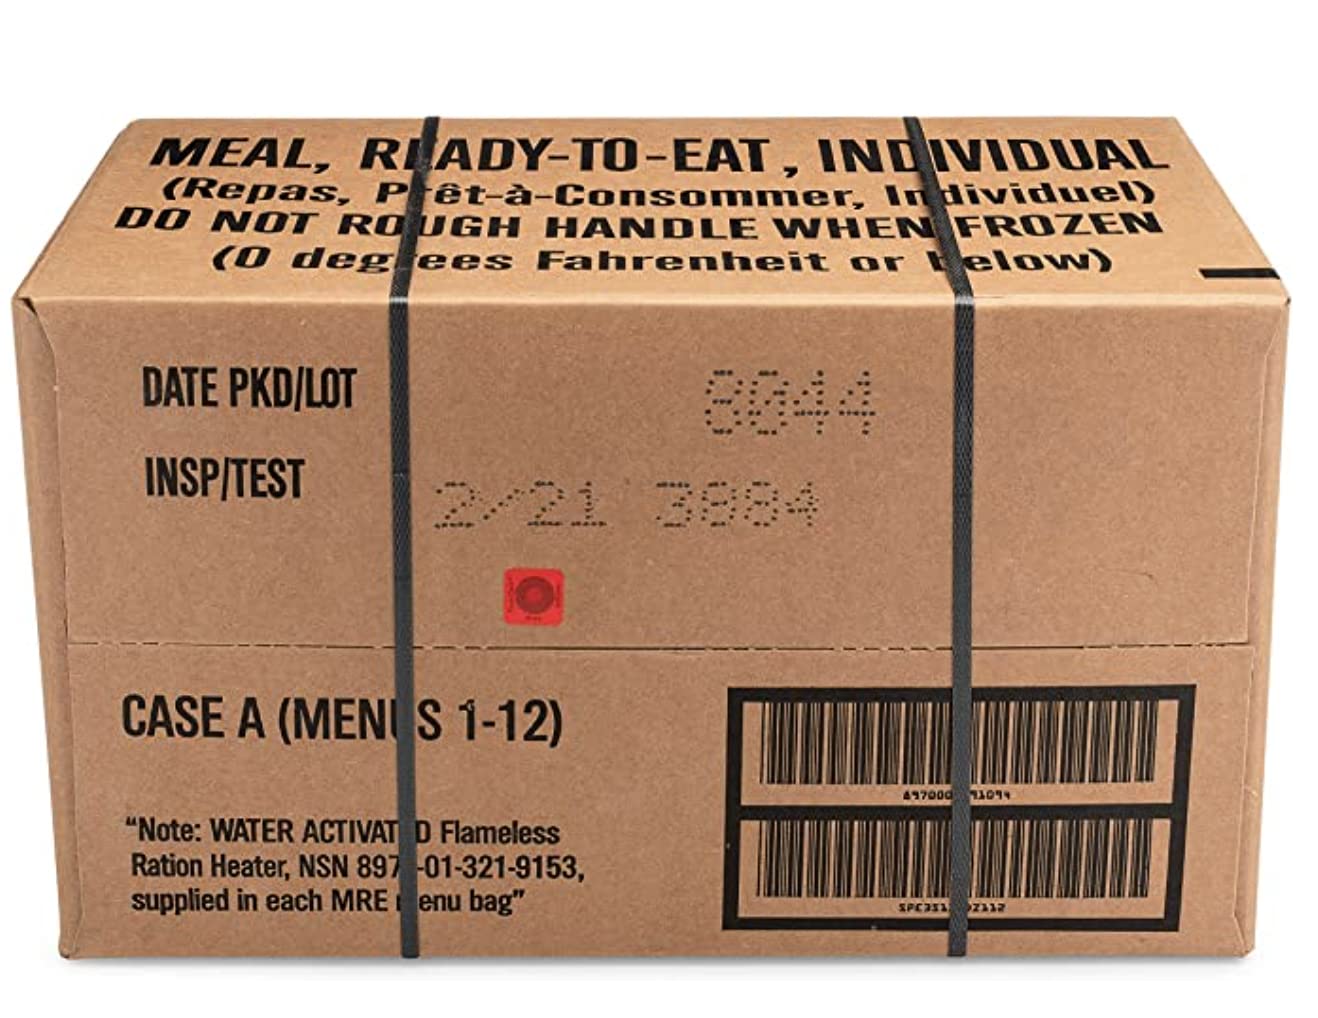 MEAL, READY-TO-EAT, INDIVIDUAL
(Repas, Prêt-à-Consommer, Individuel)
DO NOT ROUGH HANDLE WHEN FROZEN
(0 degrees Fahrenheit or below)
DATE PKD/LOT 8044
INSP/TEST 2/21 3884
CASE A (MENUS 1-12)
“Note: WATER ACTIVATED Flameless
Ration Heater, NSN 8970-01-321-9153,
supplied in each MRE menu bag”